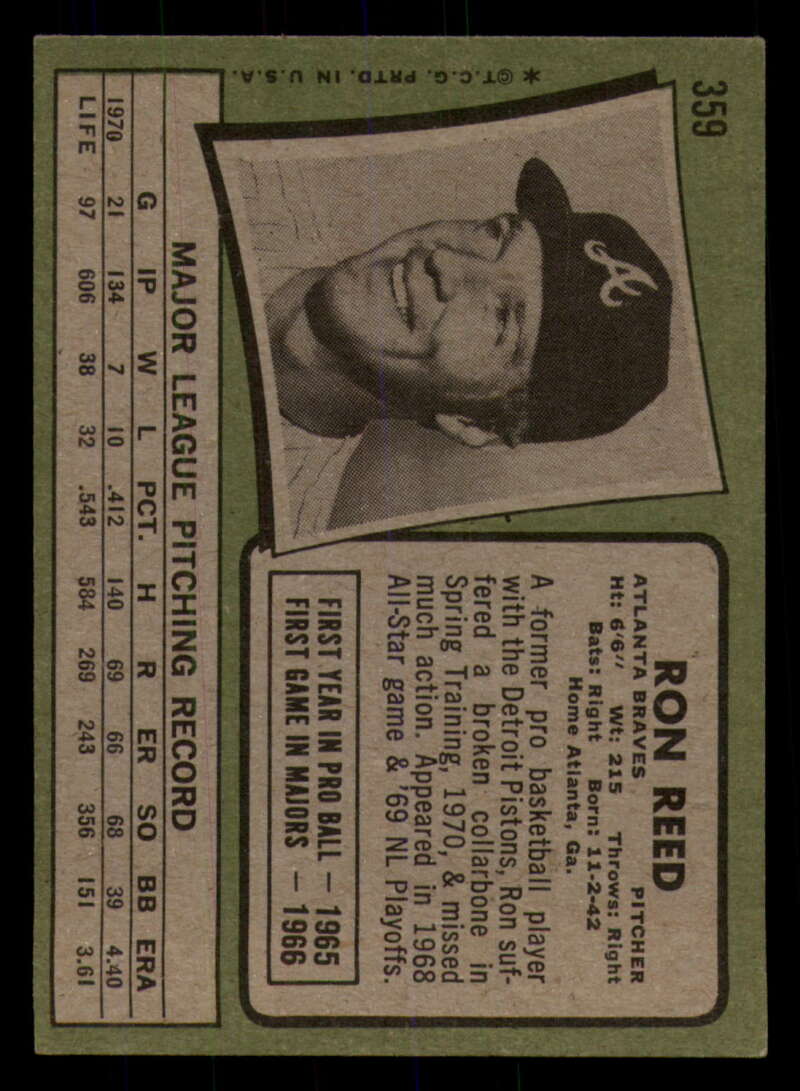 359
*©T.C.G. PRTD. IN U.S.A.
A
RON REED
ATLANTA BRAVES PITCHER
Ht: 6'6" Wt: 215 Throws: Right
Bats: Right Born: 11-2-42
Home Atlanta, Ga.
A former pro basketball player
with the Detroit Pistons, Ron suf-
fered a broken collarbone in
Spring Training, 1970, & missed
much action. Appeared in 1968
All-Star game & '69 NL Playoffs.
FIRST YEAR IN PRO BALL — 1965
FIRST GAME IN MAJORS — 1966
MAJOR LEAGUE PITCHING RECORD
G IP W L PCT. H R ER SO BB ERA
1970 21 134 7 10 .412 140 69 66 68 39 4.40
LIFE 97 606 38 32 .543 584 269 243 356 151 3.61